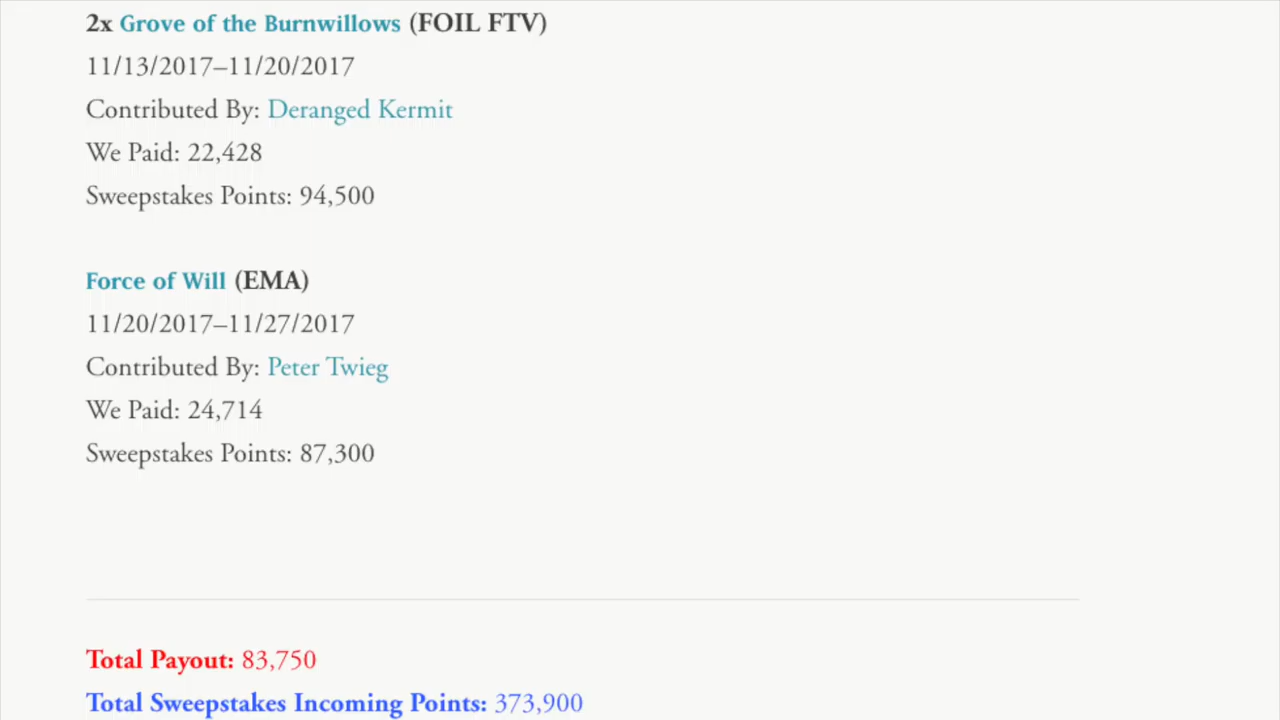 2x Grove of the Burnwillows (FOIL FTV)
11/13/2017–11/20/2017
Contributed By: Deranged Kermit
We Paid: 22,428
Sweepstakes Points: 94,500
Force of Will (EMA)
11/20/2017–11/27/2017
Contributed By: Peter Twieg
We Paid: 24,714
Sweepstakes Points: 87,300
Total Payout: 83,750
Total Sweepstakes Incoming Points: 373,900